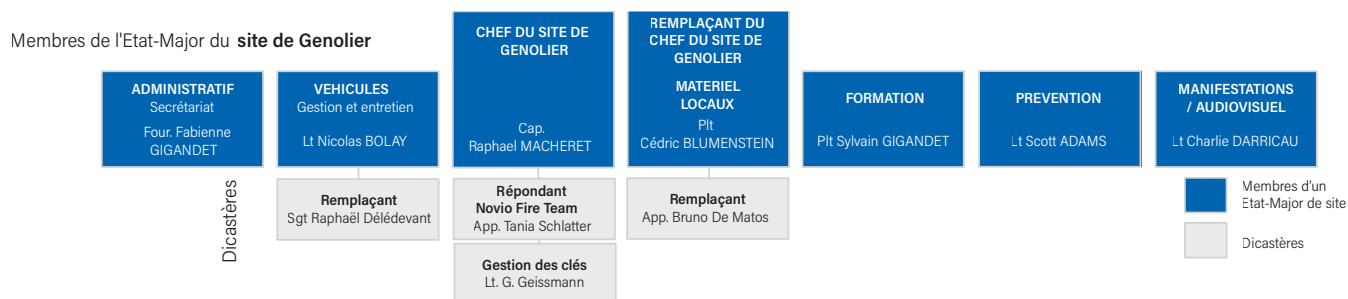 Membres de l'Etat-Major du site de Genolier
ADMINISTRATIF
Secrétariat
Four. Fabienne
GIGANDET
VEHICULES
Gestion et entretien
Lt Nicolas BOLAY
CHEF DU SITE DE
GENOLIER
Cap.
Raphael MACHERET
REMPLAÇANT DU
CHEF DU SITE DE
GENOLIER
MATERIEL
LOCAUX
Plt
Cédric BLUMENSTEIN
FORMATION
Plt Sylvain GIGANDET
PREVENTION
Lt Scott ADAMS
MANIFESTATIONS
/ AUDIOVISUEL
Lt Charlie DARRICAU
Dicastères
Remplaçant
Sgt Raphaël Délédevant
Répondant
Novio Fire Team
App. Tania Schlatter
Remplaçant
App. Bruno De Matos
Gestion des clés
Lt. G. Geissmann
Membres d'un
Etat-Major de site
Dicastères